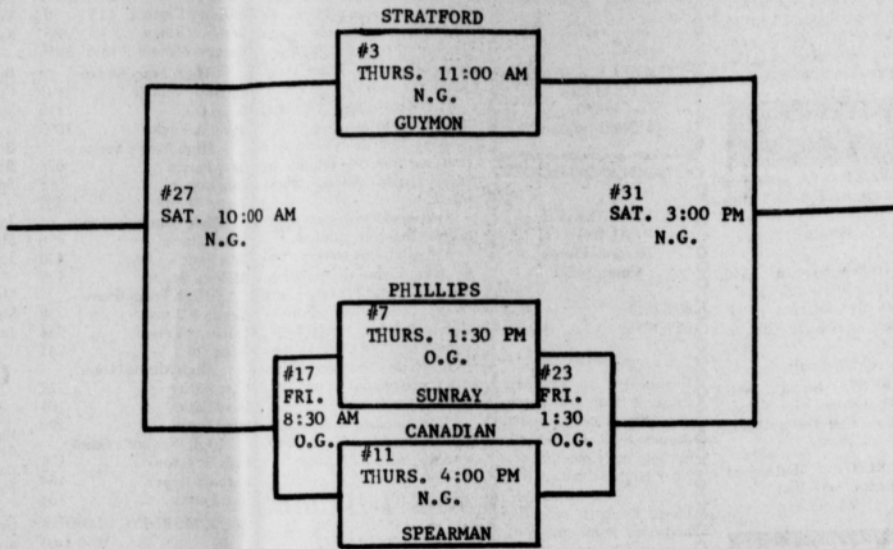 STRATFORD
#3
THURS. 11:00 AM
N.G.
GUYMON
#27
SAT. 10:00 AM
N.G.
#31
SAT. 3:00 PM
N.G.
PHILLIPS
#7
THURS. 1:30 PM
O.G.
SUNRAY
#17
FRI.
8:30 AM
O.G.
#23
FRI.
1:30
O.G.
CANADIAN
#11
THURS. 4:00 PM
N.G.
SPEARMAN